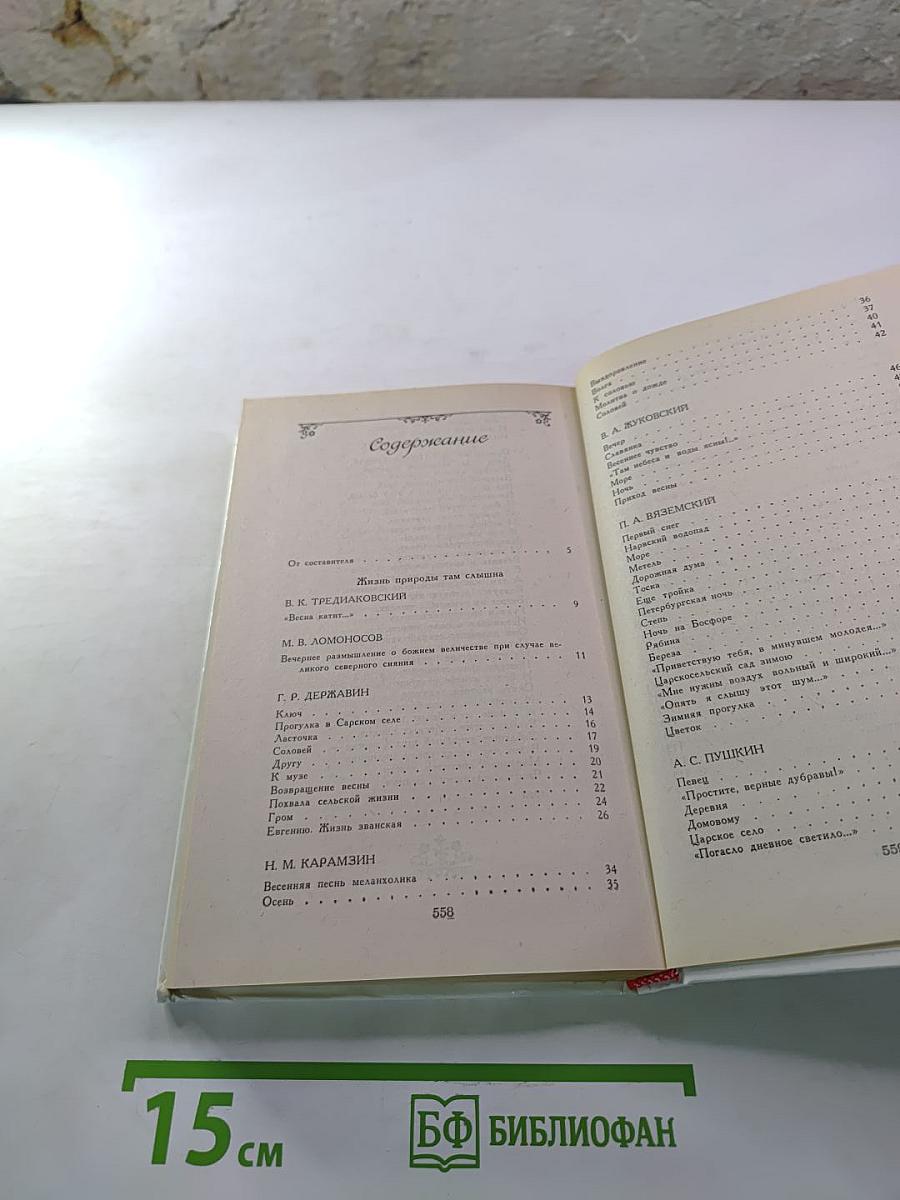 Содержание
От составителя 5
Жизнь природы там слышна
В. К. ТРЕДИАКОВСКИЙ
«Весна катит...» 9
М. В. ЛОМОНОСОВ
Вечернее размышление о божием величестве при случае ве-
ликого северного сияния 11
Г. Р. ДЕРЖАВИН
Ключ 13
Прогулка в Сарском селе 14
Ласточка 16
Соловей 17
Другу 19
К музе 20
Возвращение весны 21
Похвала сельской жизни 22
Гром 24
Евгению. Жизнь званская 26
Н. М. КАРАМЗИН
Весенняя песнь меланхолика 34
Осень 35
558
Выздоровление 36
Волга 37
К соловью 40
Молитва о дожде 41
Соловей 42
В. А. ЖУКОВСКИЙ
Вечер 46
Славянка
Весеннее чувство
«Там небеса и воды ясны!..»
Море
Ночь
Приход весны
П. А. ВЯЗЕМСКИЙ
Первый снег
Нарвский водопад
Море
Метель
Дорожная дума
Тоска
Еще тройка
Петербургская ночь
Степь
Ночь на Босфоре
Рябина
Береза
«Приветствую тебя, в минувшем молодея...»
Царскосельский сад зимою
«Мне нужны воздух вольный и широкий...»
«Опять я слышу этот шум...»
Зимняя прогулка
Цветок
А. С. ПУШКИН
Певец
«Простите, верные дубравы!»
Деревня
Домовому
Царское село
«Погасло дневное светило...»
559
15 см
БФ БИБЛИОФАН